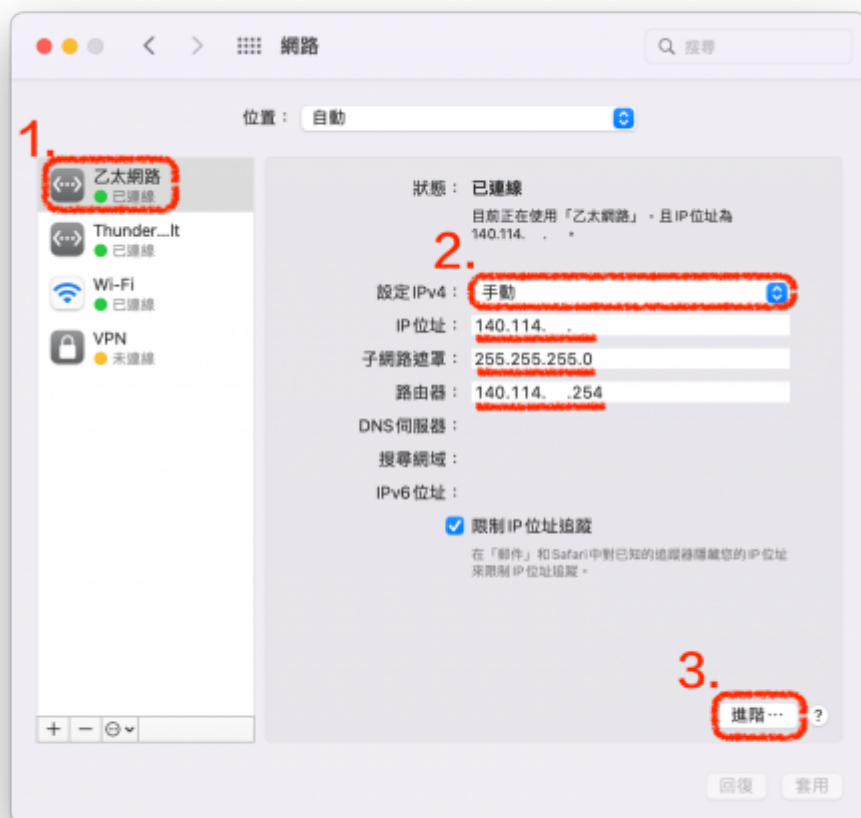 網路
搜尋
位置： 自動
1.
乙太網路
已連線
Thunder...lt
已連線
Wi-Fi
已連線
VPN
未連線
狀態： 已連線
目前正在使用「乙太網路」，且IP位址為
140.114. . 。
2.
設定IPv4： 手動
IP位址： 140.114. .
子網路遮罩： 255.255.255.0
路由器： 140.114. .254
DNS伺服器：
搜尋網域：
IPv6位址：
限制IP位址追蹤
在「郵件」和Safari中對已知的追蹤器隱藏您的IP位址
來限制IP位址追蹤。
3.
進階⋯
?
回復
套用